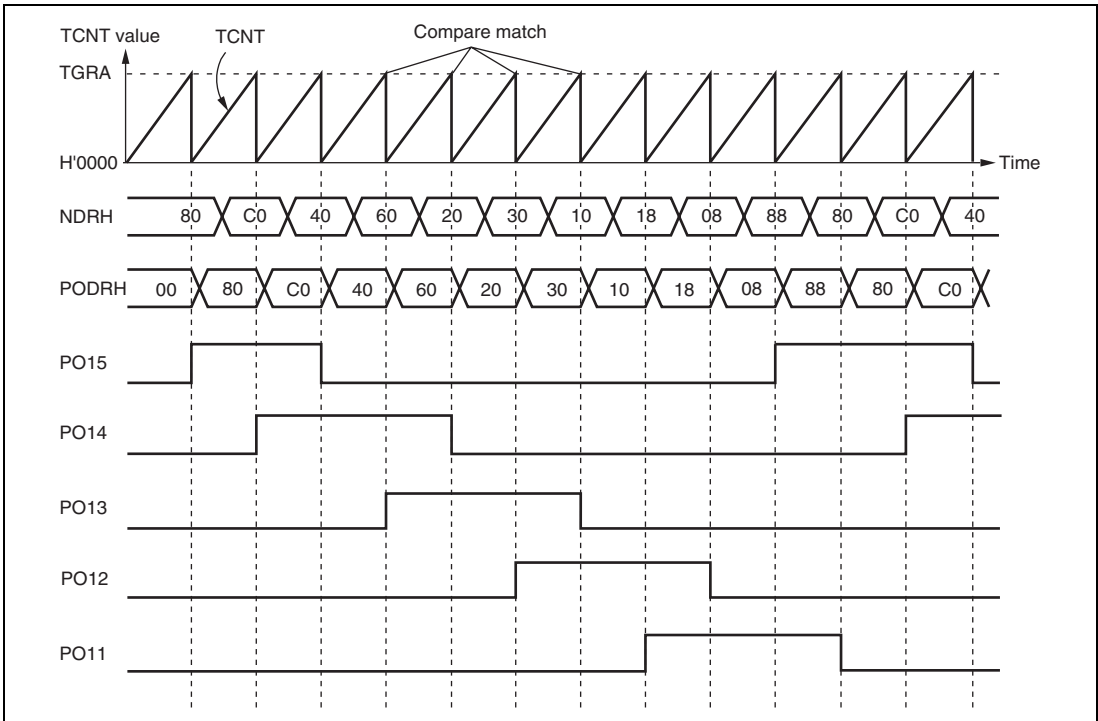 TCNT value
TCNT
Compare match
TGRA
H'0000
Time
NDRH 80 C0 40 60 20 30 10 18 08 88 80 C0 40
PODRH 00 80 C0 40 60 20 30 10 18 08 88 80 C0
PO15
PO14
PO13
PO12
PO11